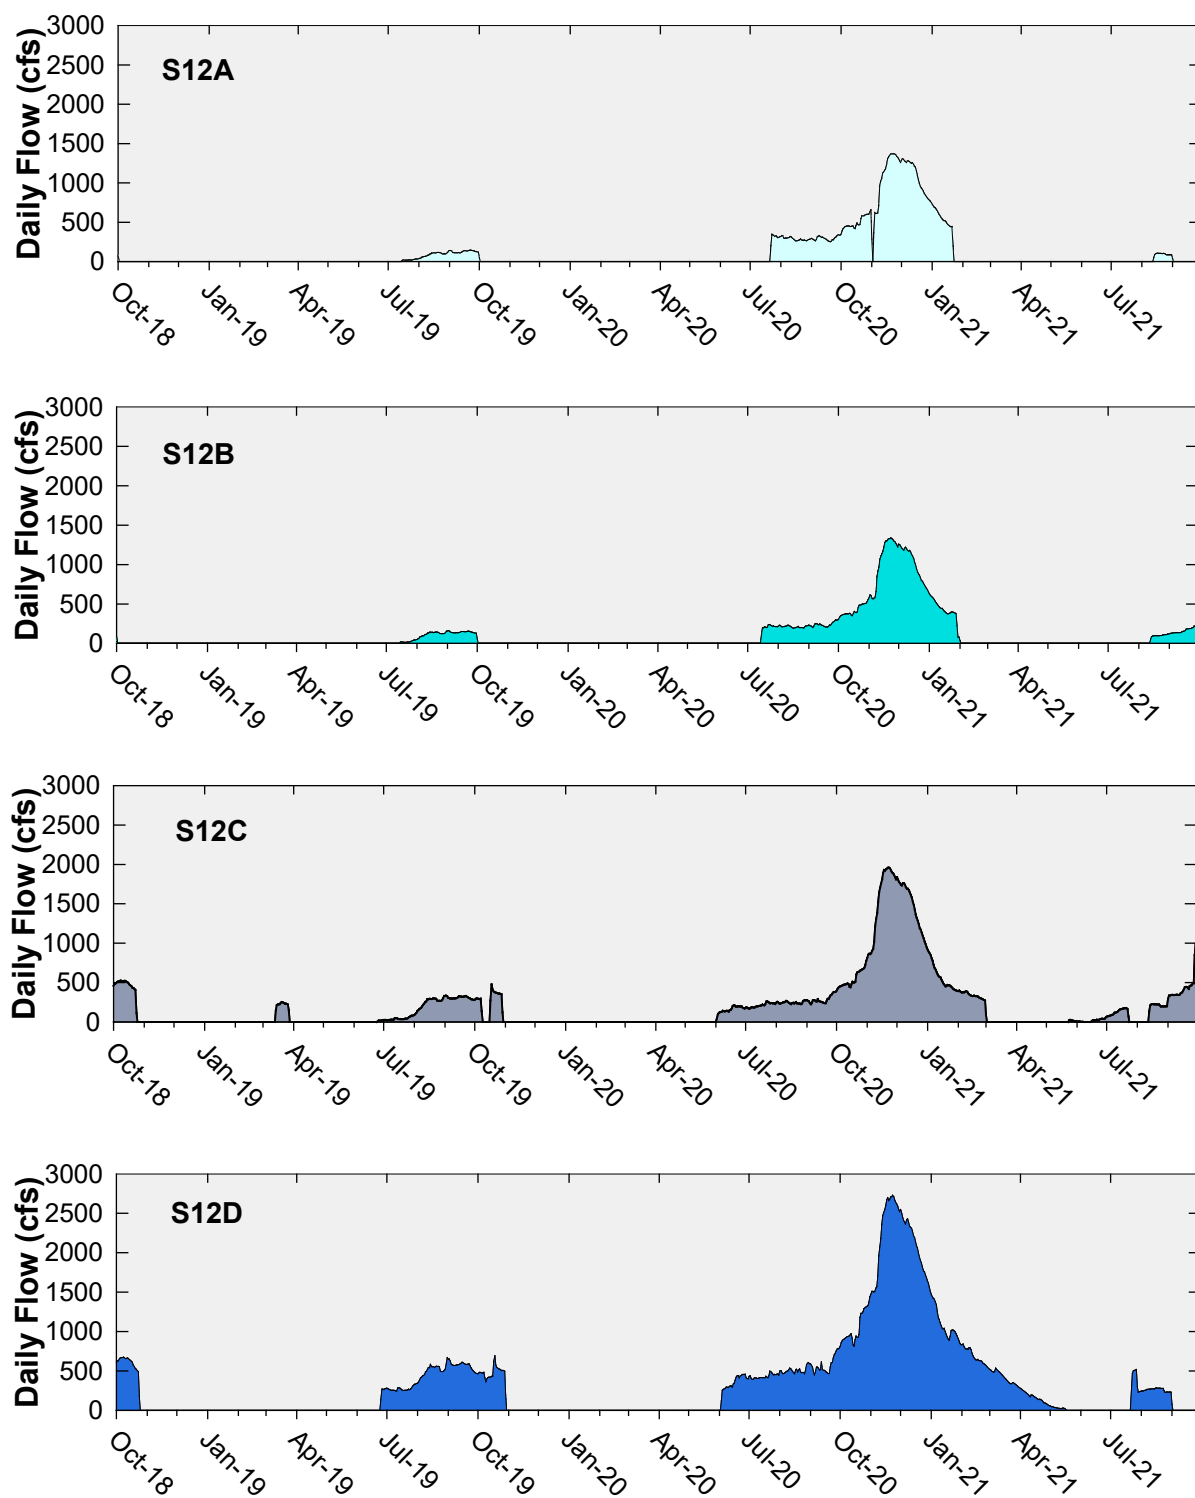 Daily Flow (cfs)
3000
2500
2000
1500
1000
500
0
S12A
Oct-18 Jan-19 Apr-19 Jul-19 Oct-19 Jan-20 Apr-20 Jul-20 Oct-20 Jan-21 Apr-21 Jul-21
Daily Flow (cfs)
3000
2500
2000
1500
1000
500
0
S12B
Oct-18 Jan-19 Apr-19 Jul-19 Oct-19 Jan-20 Apr-20 Jul-20 Oct-20 Jan-21 Apr-21 Jul-21
Daily Flow (cfs)
3000
2500
2000
1500
1000
500
0
S12C
Oct-18 Jan-19 Apr-19 Jul-19 Oct-19 Jan-20 Apr-20 Jul-20 Oct-20 Jan-21 Apr-21 Jul-21
Daily Flow (cfs)
3000
2500
2000
1500
1000
500
0
S12D
Oct-18 Jan-19 Apr-19 Jul-19 Oct-19 Jan-20 Apr-20 Jul-20 Oct-20 Jan-21 Apr-21 Jul-21